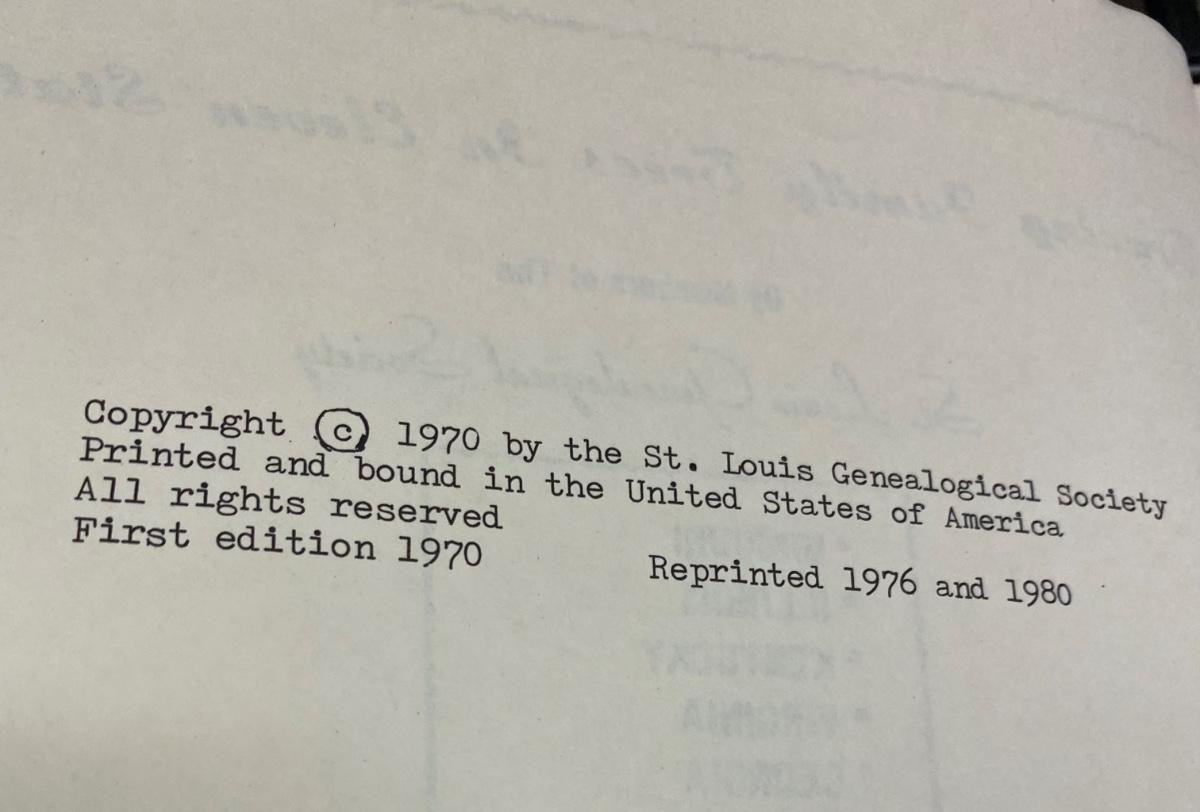 Copyright © 1970 by the St. Louis Genealogical Society
Printed and bound in the United States of America
All rights reserved
First edition 1970 Reprinted 1976 and 1980